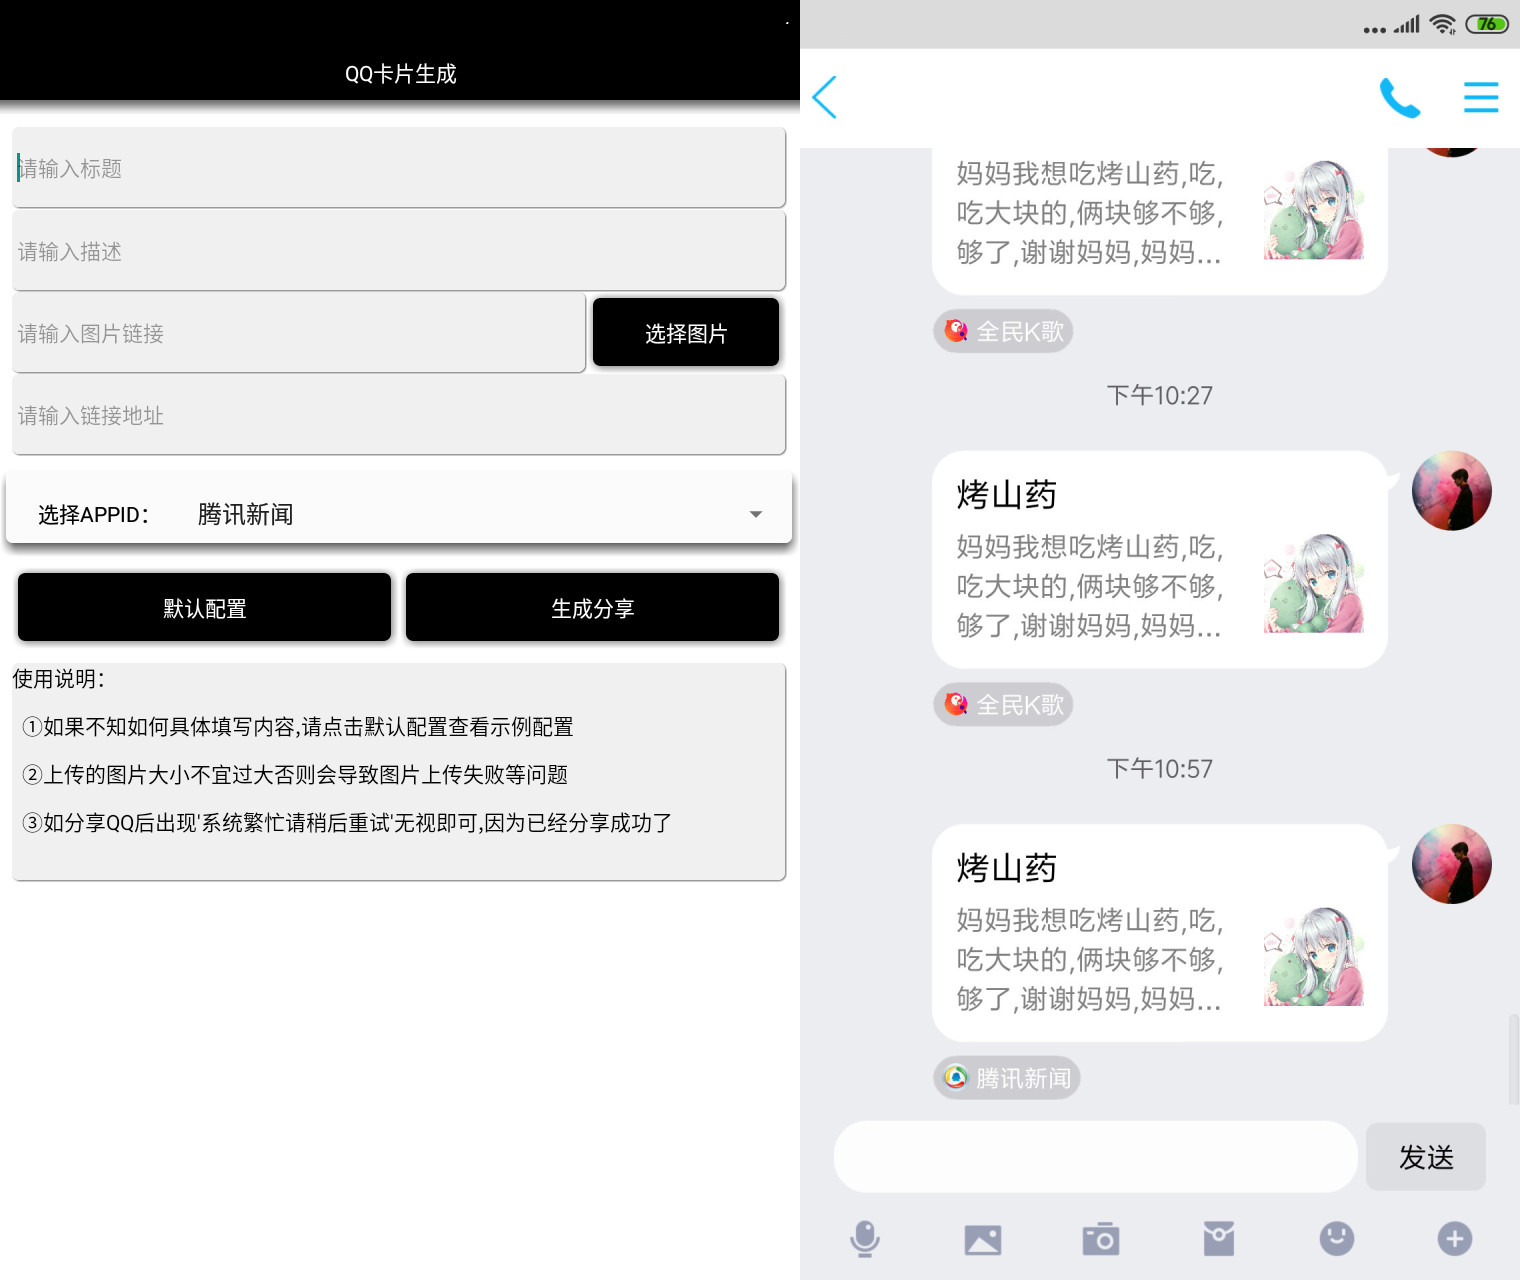 QQ卡片生成
请输入标题
请输入描述
请输入图片链接
选择图片
请输入链接地址
选择APPID：
腾讯新闻
默认配置
生成分享
使用说明：
①如果不知如何具体填写内容,请点击默认配置查看示例配置
②上传的图片大小不宜过大否则会导致图片上传失败等问题
③如分享QQ后出现'系统繁忙请稍后重试'无视即可,因为已经分享成功了
76
妈妈我想吃烤山药,吃,
吃大块的,俩块够不够,
够了,谢谢妈妈,妈妈...
全民K歌
下午10:27
烤山药
妈妈我想吃烤山药,吃,
吃大块的,俩块够不够,
够了,谢谢妈妈,妈妈...
全民K歌
下午10:57
烤山药
妈妈我想吃烤山药,吃,
吃大块的,俩块够不够,
够了,谢谢妈妈,妈妈...
腾讯新闻
发送